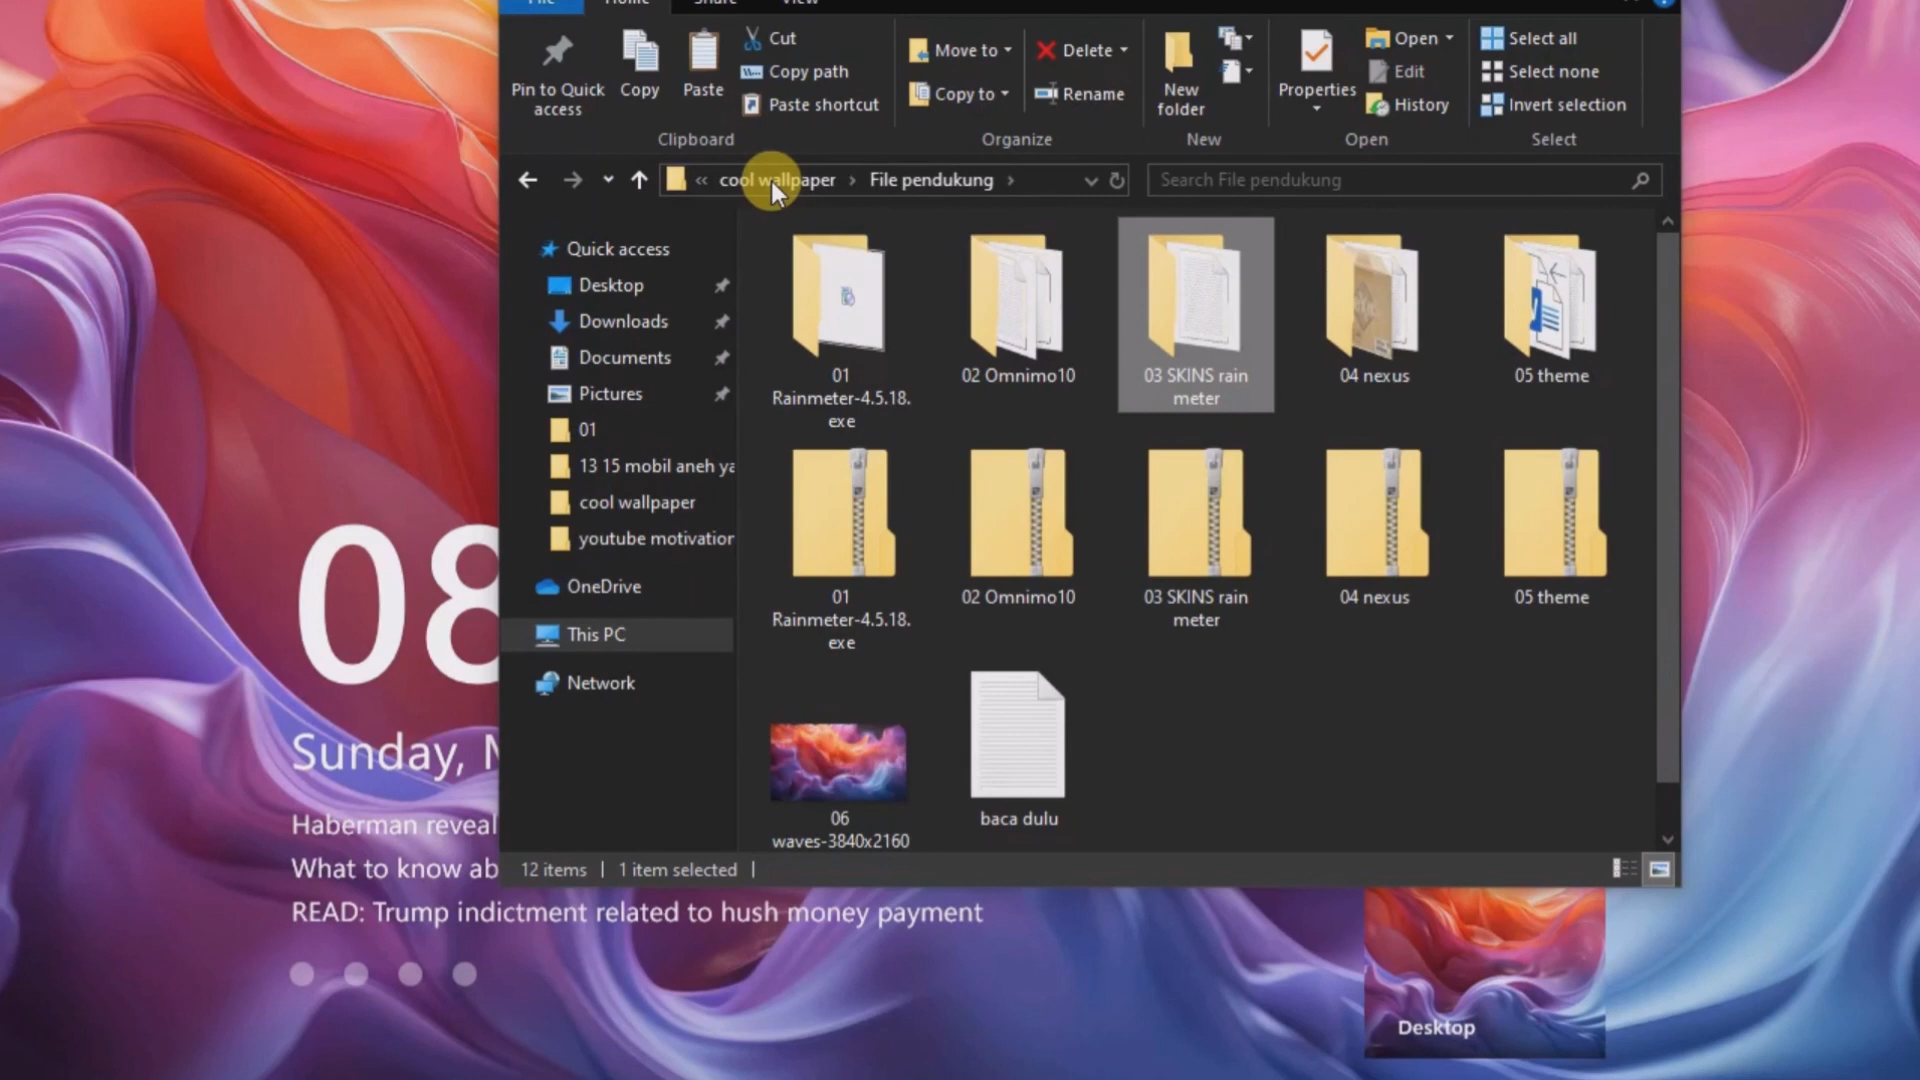 File Home Share View
Pin to Quick access
Copy
Paste
Cut
Copy path
Paste shortcut
Clipboard
Move to
Copy to
Delete
Rename
Organize
New folder
New
Properties
Open
Edit
History
Open
Select all
Select none
Invert selection
Select
« cool wallpaper › File pendukung ›
Search File pendukung
Quick access
Desktop
Downloads
Documents
Pictures
01
13 15 mobil aneh ya
cool wallpaper
youtube motivation
OneDrive
This PC
Network
01
Rainmeter-4.5.18.
exe
02 Omnimo10
03 SKINS rain
meter
04 nexus
05 theme
01
Rainmeter-4.5.18.
exe
02 Omnimo10
03 SKINS rain
meter
04 nexus
05 theme
06
waves-3840x2160
baca dulu
12 items | 1 item selected |
08
Sunday,
Haberman reveal
What to know ab
READ: Trump indictment related to hush money payment
Desktop